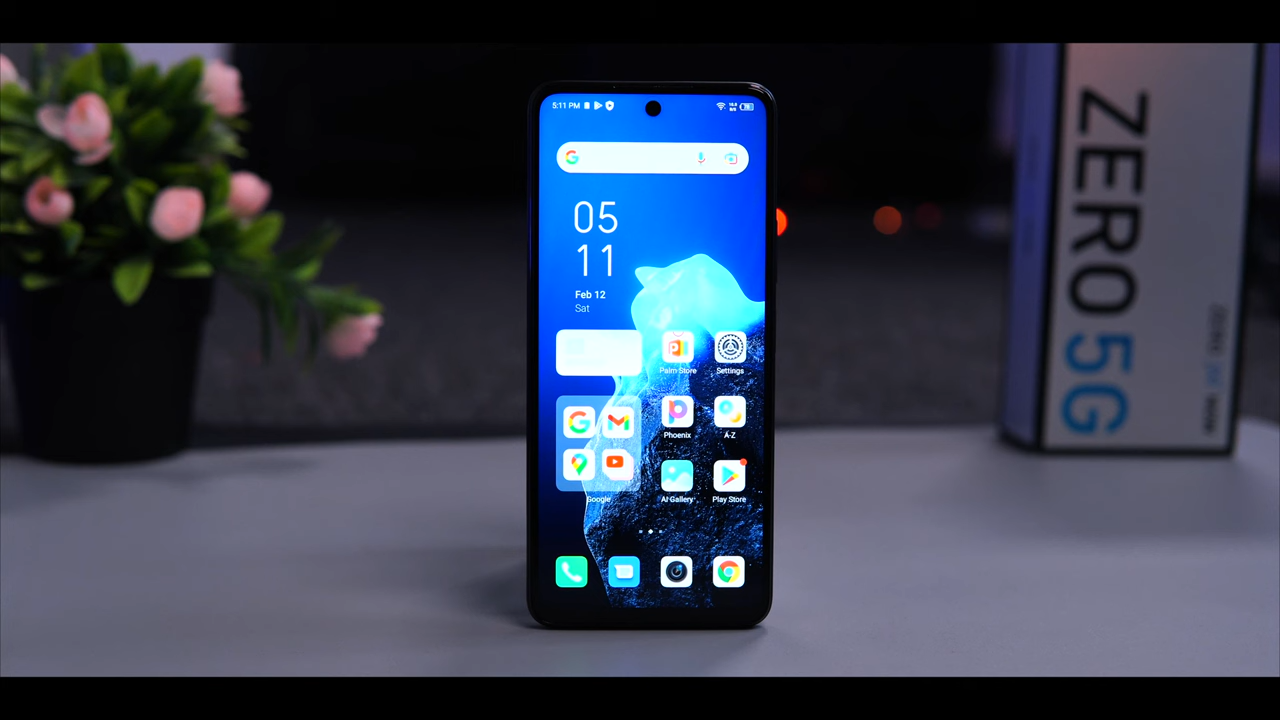 5:11 PM
05
11
Feb 12
Sat
Palm Store
Settings
Phoenix
A-Z
Google
AI Gallery
Play Store
ZERO 5G